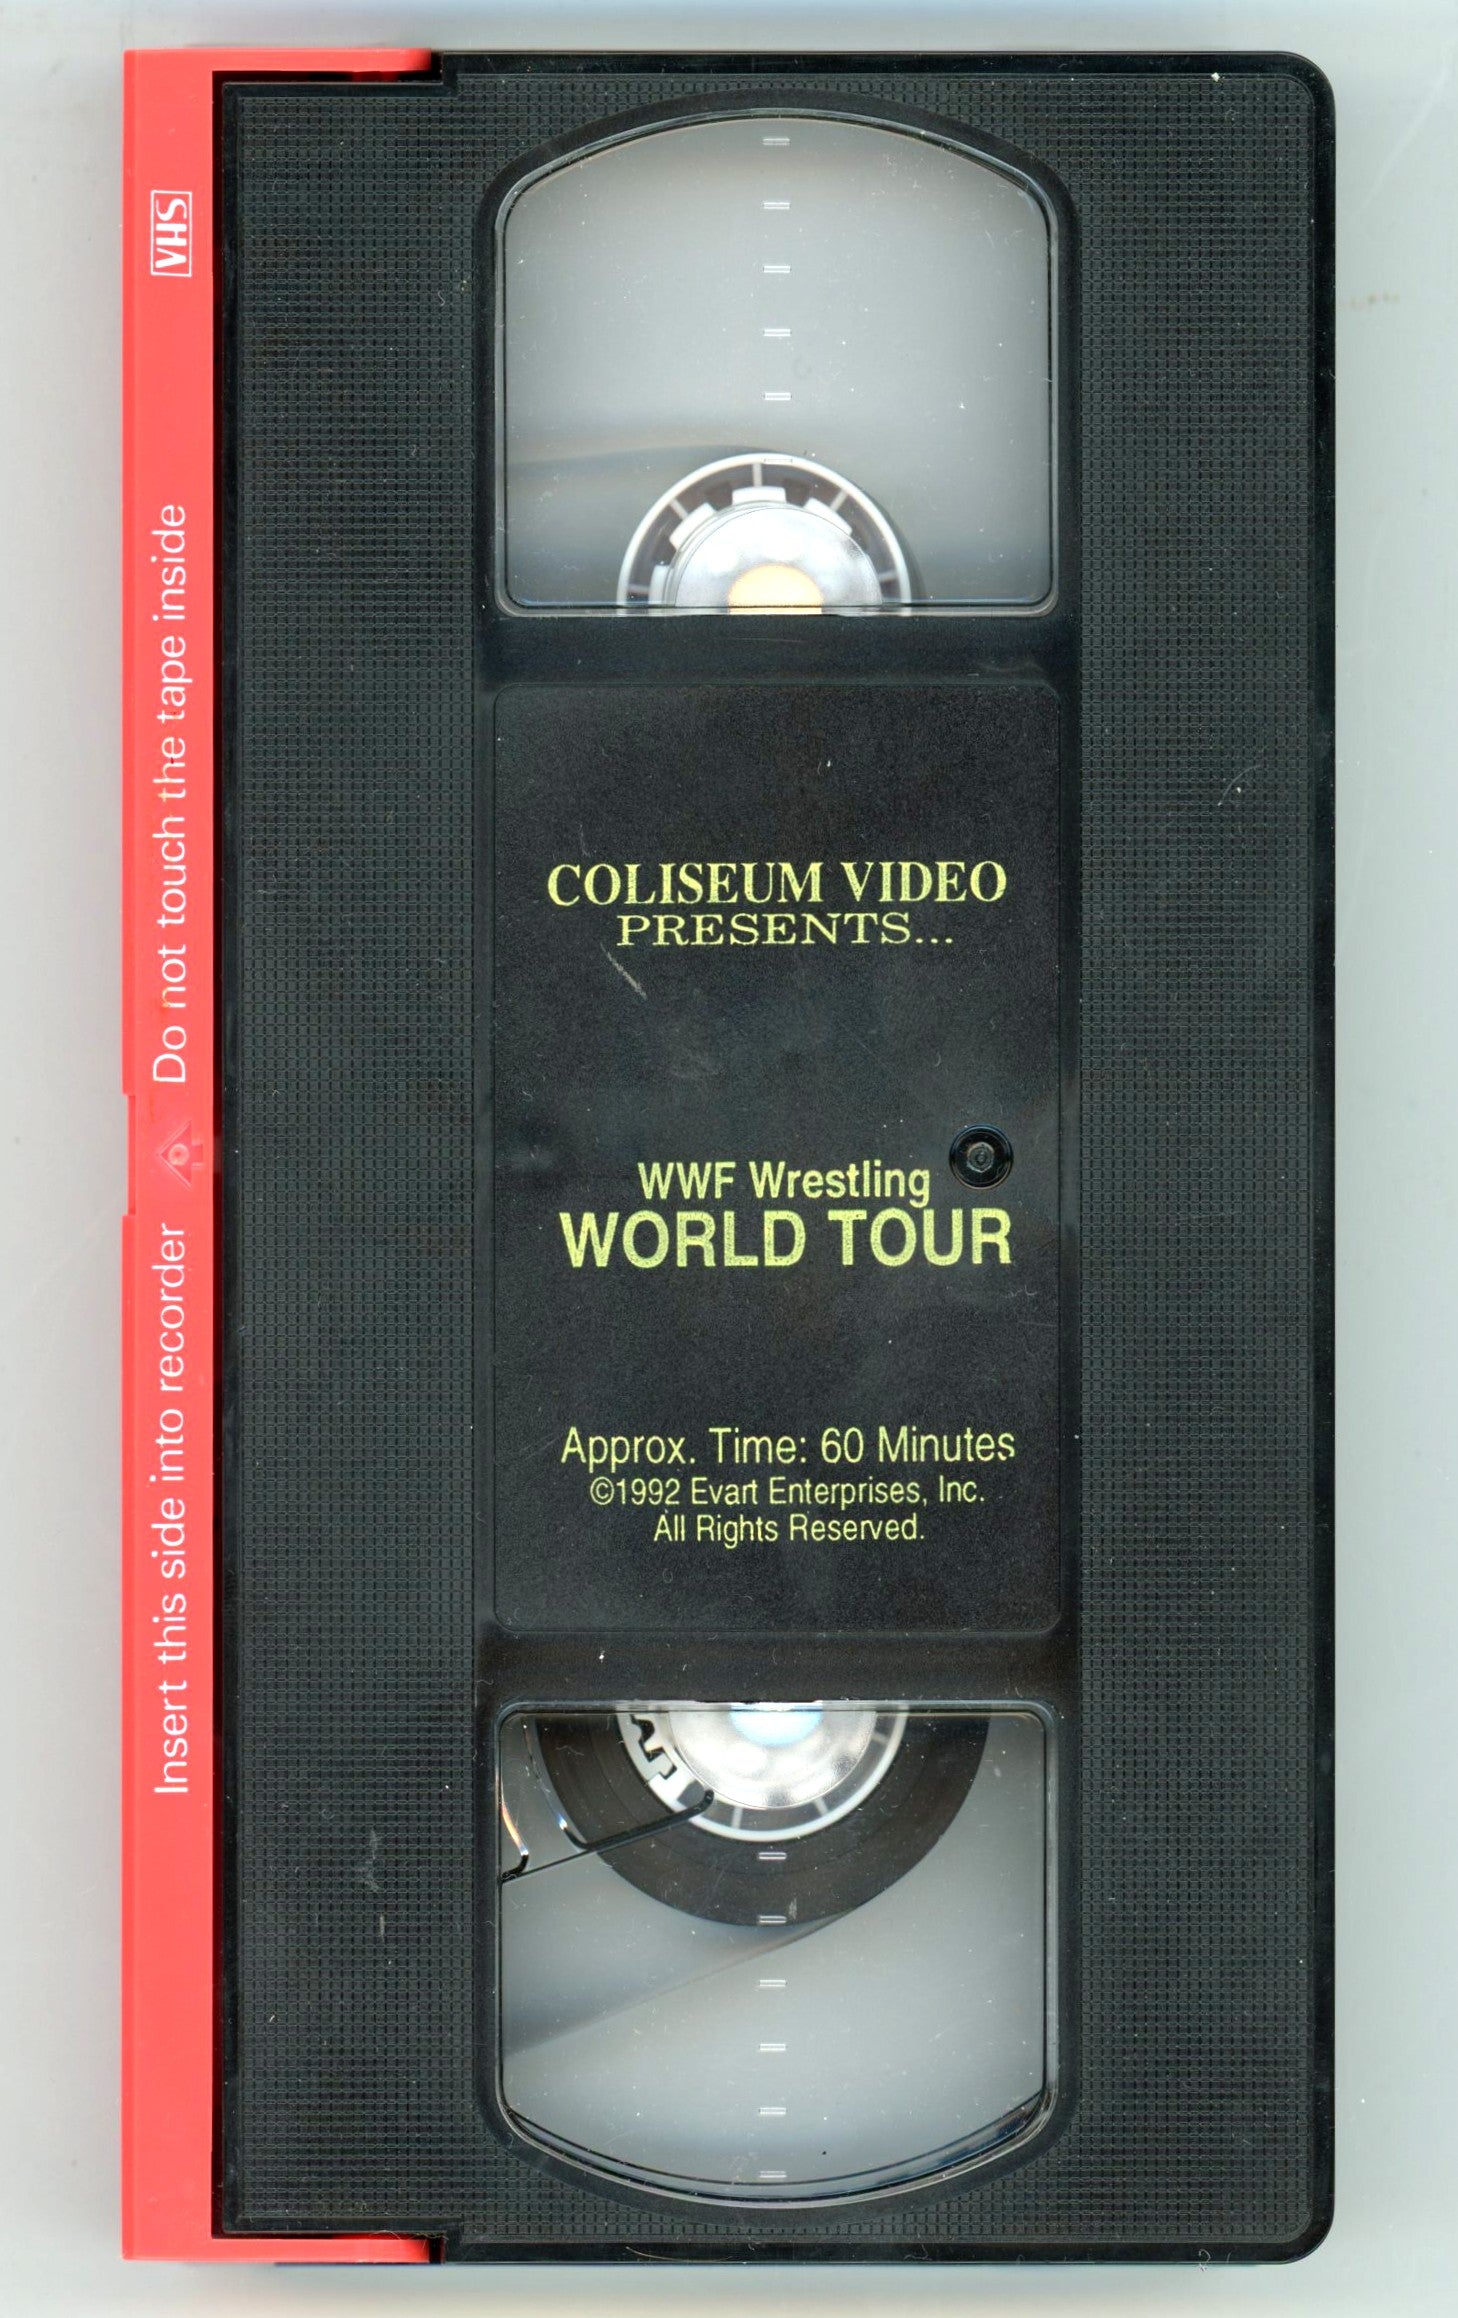 COLISEUM VIDEO
PRESENTS...
WWF Wrestling
WORLD TOUR
Approx. Time: 60 Minutes
©1992 Evart Enterprises, Inc.
All Rights Reserved.
Insert this side into recorder
Do not touch the tape inside
VHS